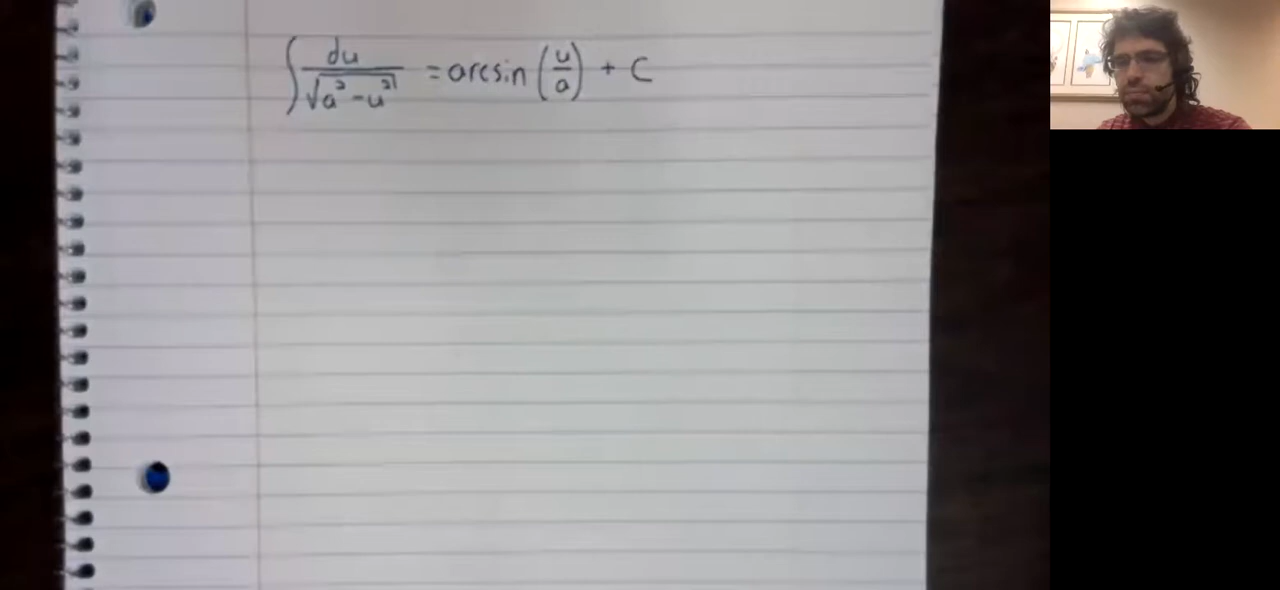 ∫ du/√(a² - u²) = arcsin (u/a) + C